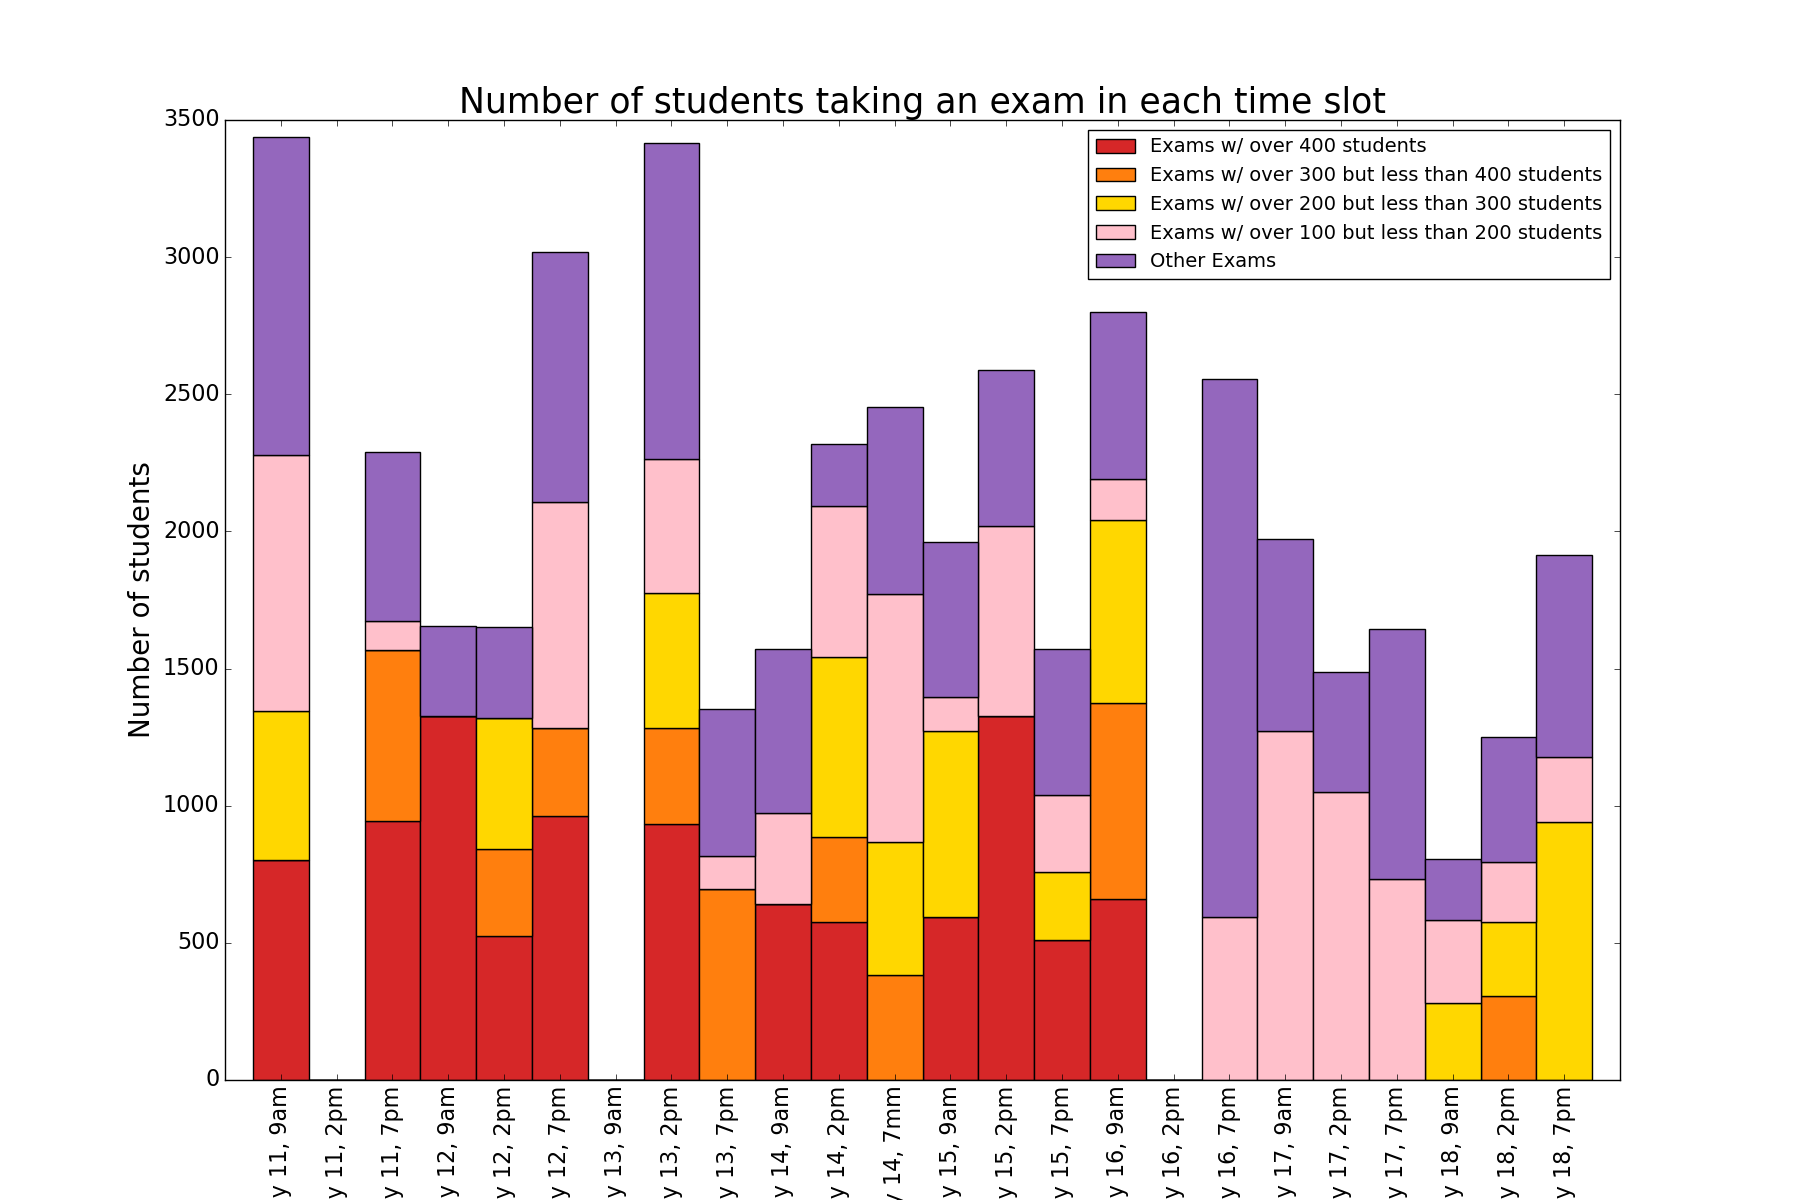 Number of students taking an exam in each time slot
Exams w/ over 400 students
Exams w/ over 300 but less than 400 students
Exams w/ over 200 but less than 300 students
Exams w/ over 100 but less than 200 students
Other Exams
Number of students
3500
3000
2500
2000
1500
1000
500
0
y 11, 9am
y 11, 2pm
y 11, 7pm
y 12, 9am
y 12, 2pm
y 12, 7pm
y 13, 9am
y 13, 2pm
y 13, 7pm
y 14, 9am
y 14, 2pm
y 14, 7mm
y 15, 9am
y 15, 2pm
y 15, 7pm
y 16, 9am
y 16, 2pm
y 16, 7pm
y 17, 9am
y 17, 2pm
y 17, 7pm
y 18, 9am
y 18, 2pm
y 18, 7pm